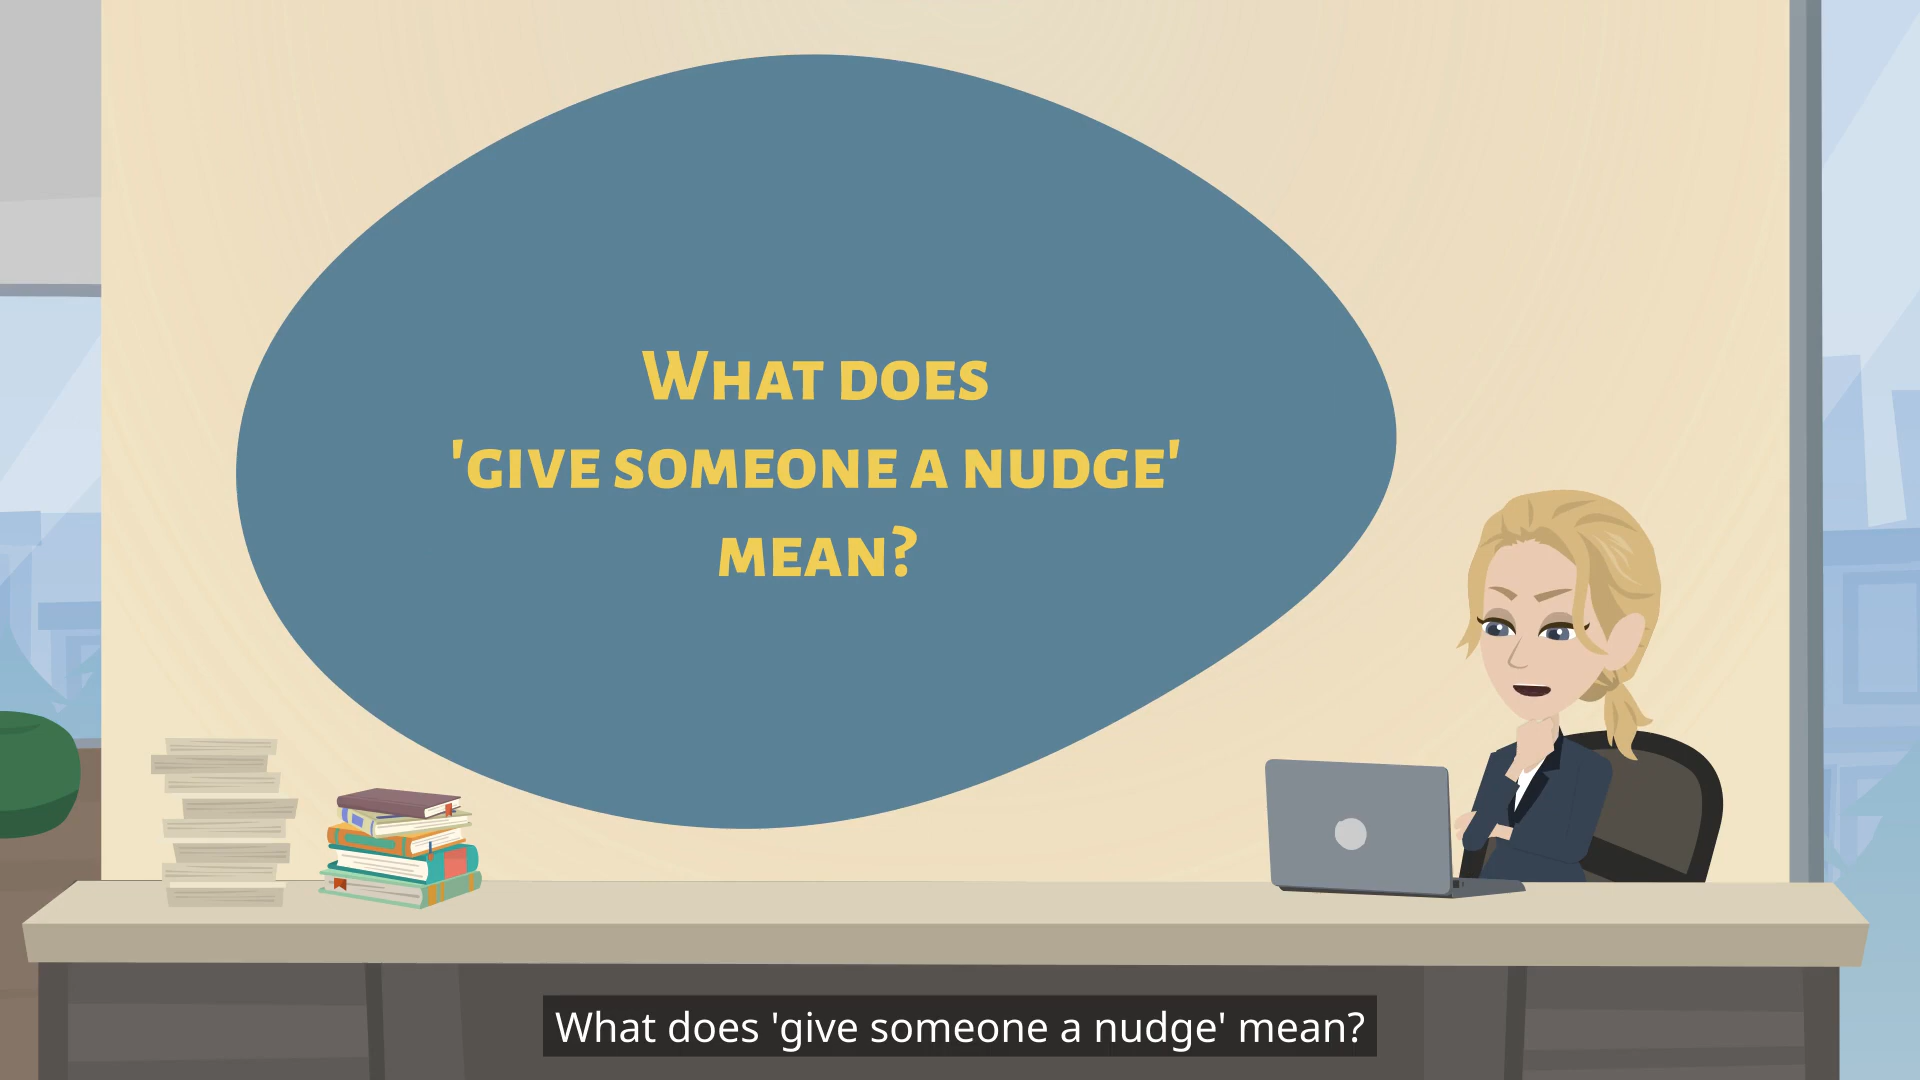 What does
'give someone a nudge'
mean?
What does 'give someone a nudge' mean?